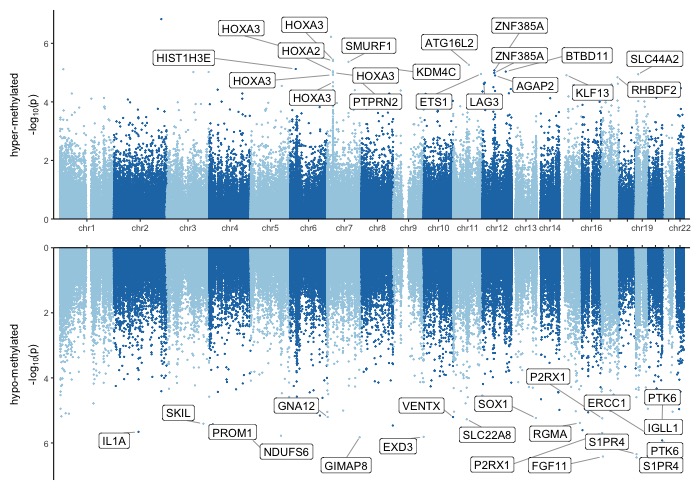 HOXA3
HOXA3
ZNF385A
HOXA2
SMURF1
ATG16L2
HIST1H3E
ZNF385A
BTBD11
SLC44A2
HOXA3
HOXA3
KDM4C
AGAP2
HOXA3
PTPRN2
ETS1
LAG3
KLF13
RHBDF2
hyper-methylated
-log10(p)
6
4
2
0
chr1 chr2 chr3 chr4 chr5 chr6 chr7 chr8 chr9 chr10 chr11 chr12 chr13 chr14 chr16 chr19 chr22
hypo-methylated
-log10(p)
0
2
4
6
P2RX1
SKIL
GNA12
VENTX
SOX1
ERCC1
PTK6
IL1A
PROM1
SLC22A8
RGMA
S1PR4
IGLL1
NDUFS6
EXD3
PTK6
GIMAP8
P2RX1
FGF11
S1PR4